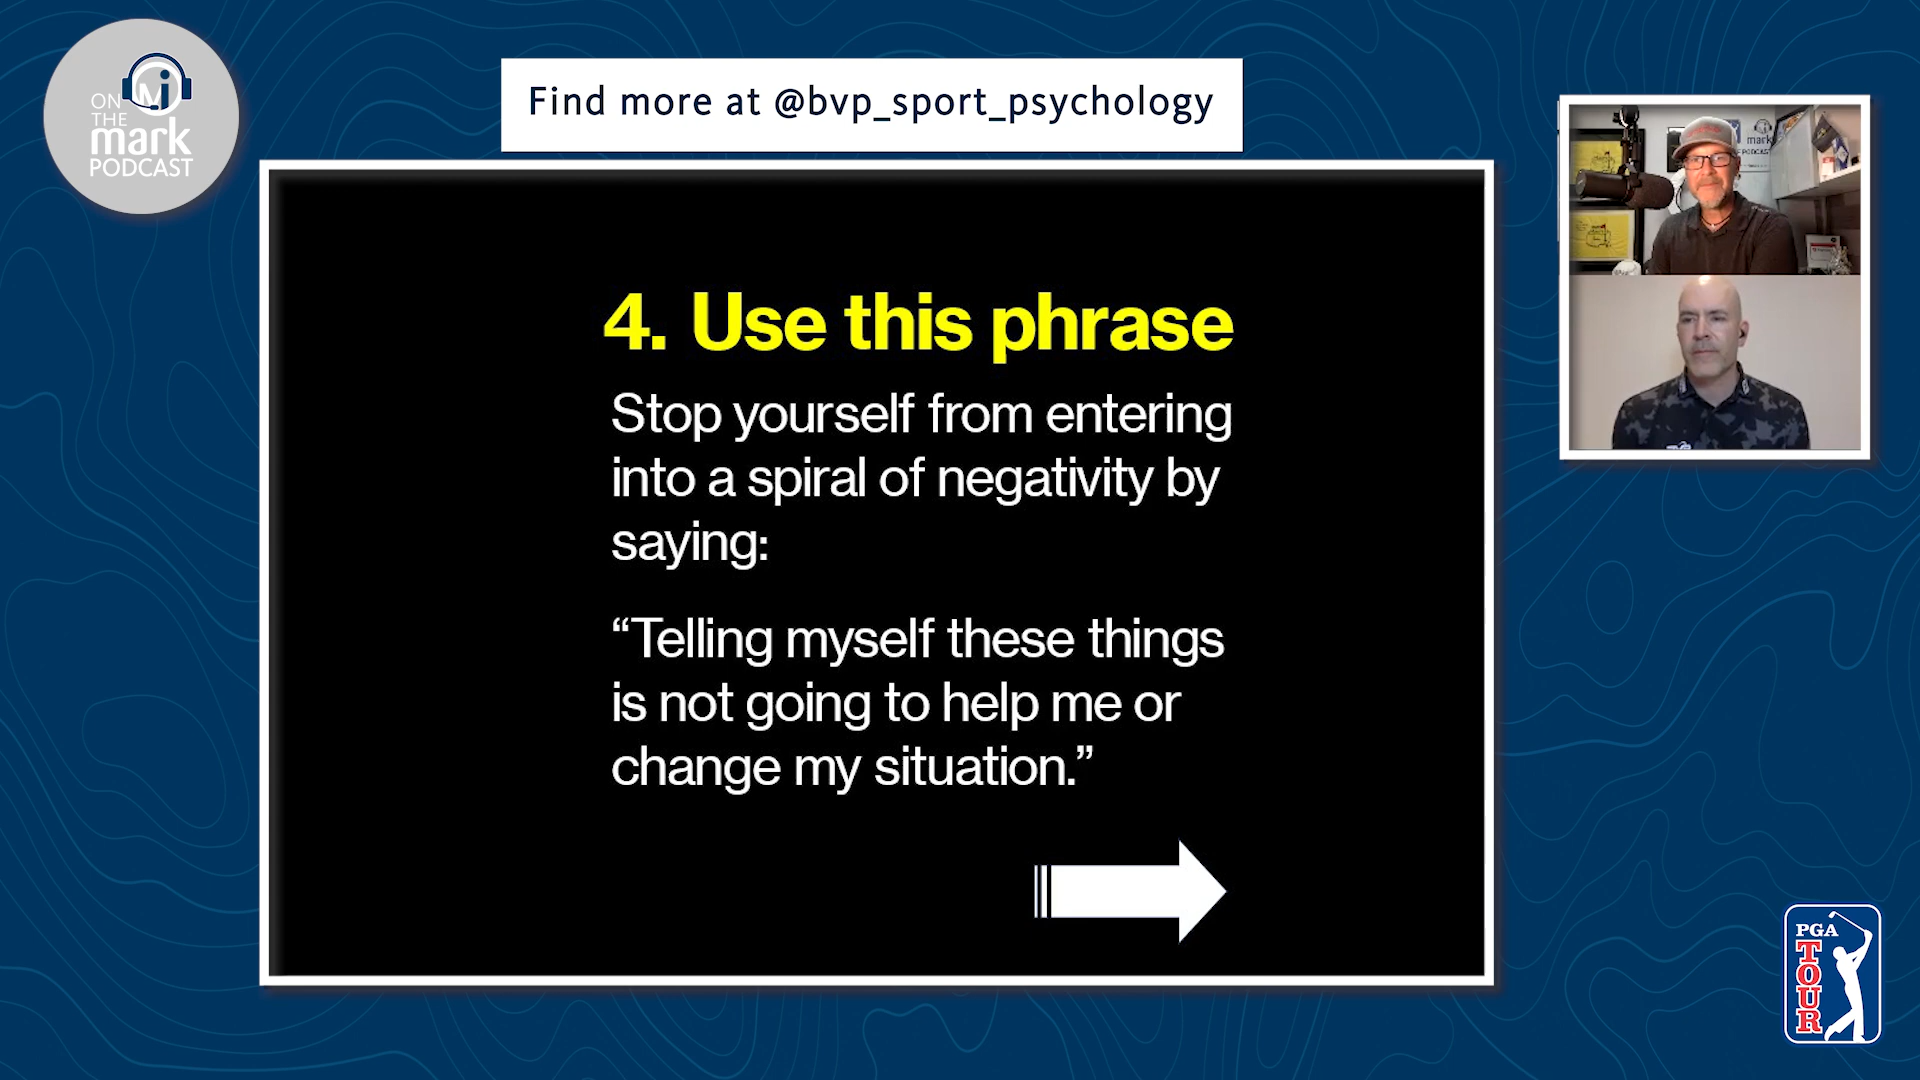 ON
THE
mark
PODCAST
Find more at @bvp_sport_psychology
4. Use this phrase
Stop yourself from entering
into a spiral of negativity by
saying:
“Telling myself these things
is not going to help me or
change my situation.”
mark
PODCAST
PGA
TOUR